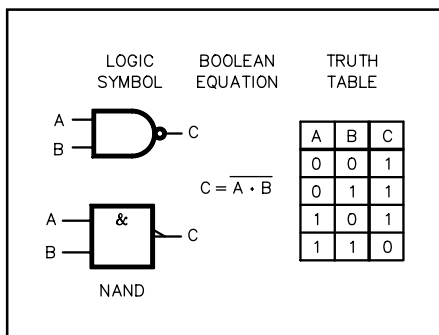 LOGIC SYMBOL
BOOLEAN EQUATION
TRUTH TABLE
A
B
C
A
B
&
C
NAND
C = \overline{A · B}
A B C
0 0 1
0 1 1
1 0 1
1 1 0